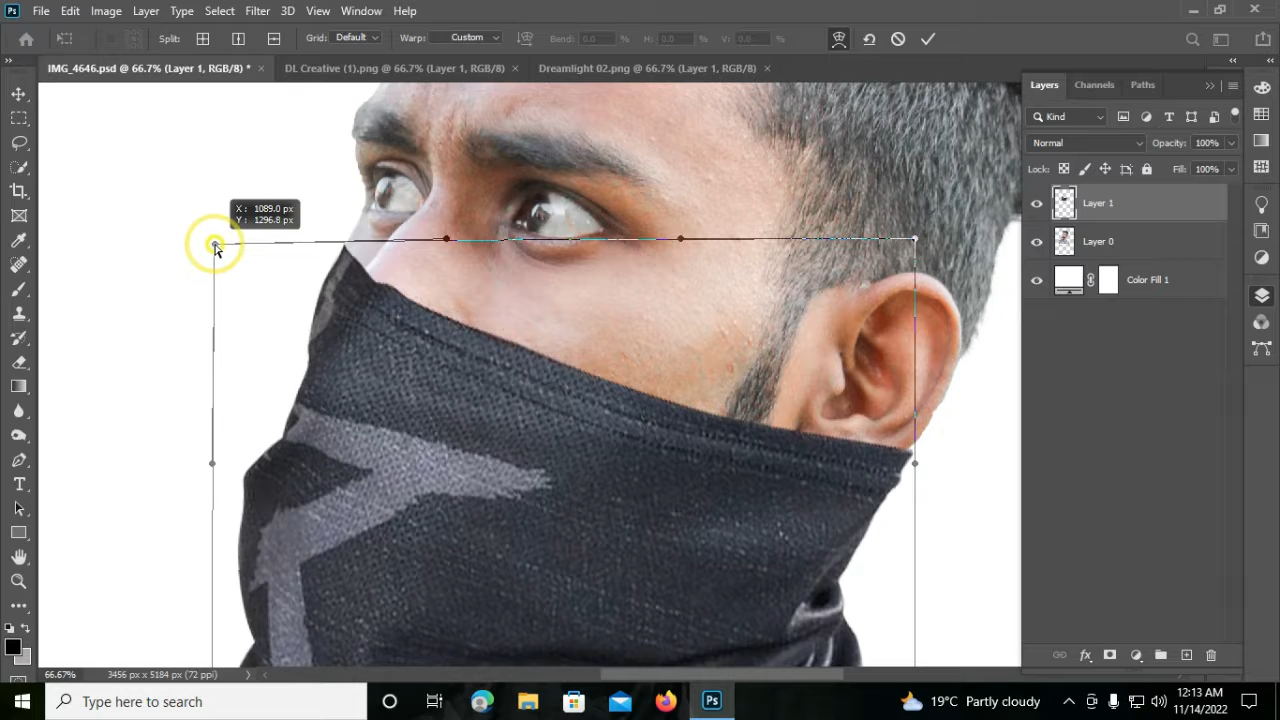 Ps File Edit Image Layer Type Select Filter 3D View Window Help
Split: Grid: Default Warp: Custom Bend: 0.0 % H: 0.0 % V: 0.0 %
IMG_4646.psd @ 66.7% (Layer 1, RGB/8) * × DL Creative (1).png @ 66.7% (Layer 1, RGB/8) × Dreamlight 02.png @ 66.7% (Layer 1, RGB/8) ×
Layers Channels Paths
Kind
Normal Opacity: 100%
Lock: Fill: 100%
X: 1089.0 px
Y: 1296.8 px
Layer 1
Layer 0
Color Fill 1
66.67% 3456 px x 5184 px (72 ppi)
Type here to search Ps 19°C Partly cloudy 12:13 AM
11/14/2022